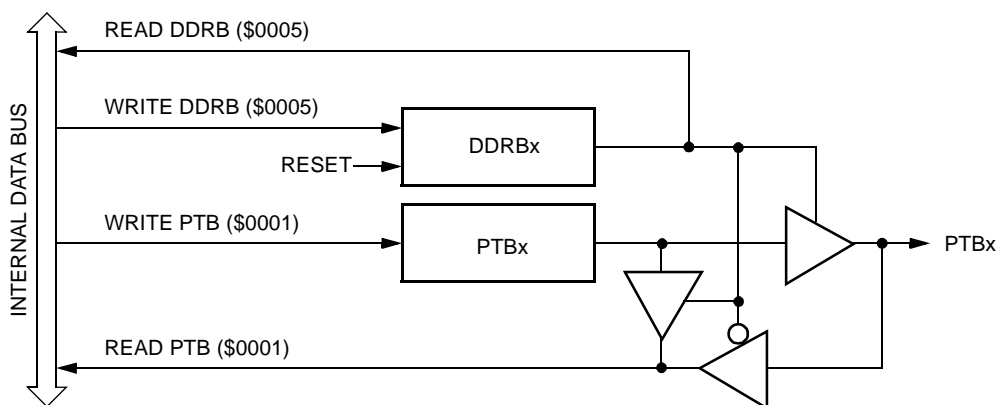 READ DDRB ($0005)
WRITE DDRB ($0005)
DDRBx
RESET
INTERNAL DATA BUS
WRITE PTB ($0001)
PTBx
PTBx
READ PTB ($0001)